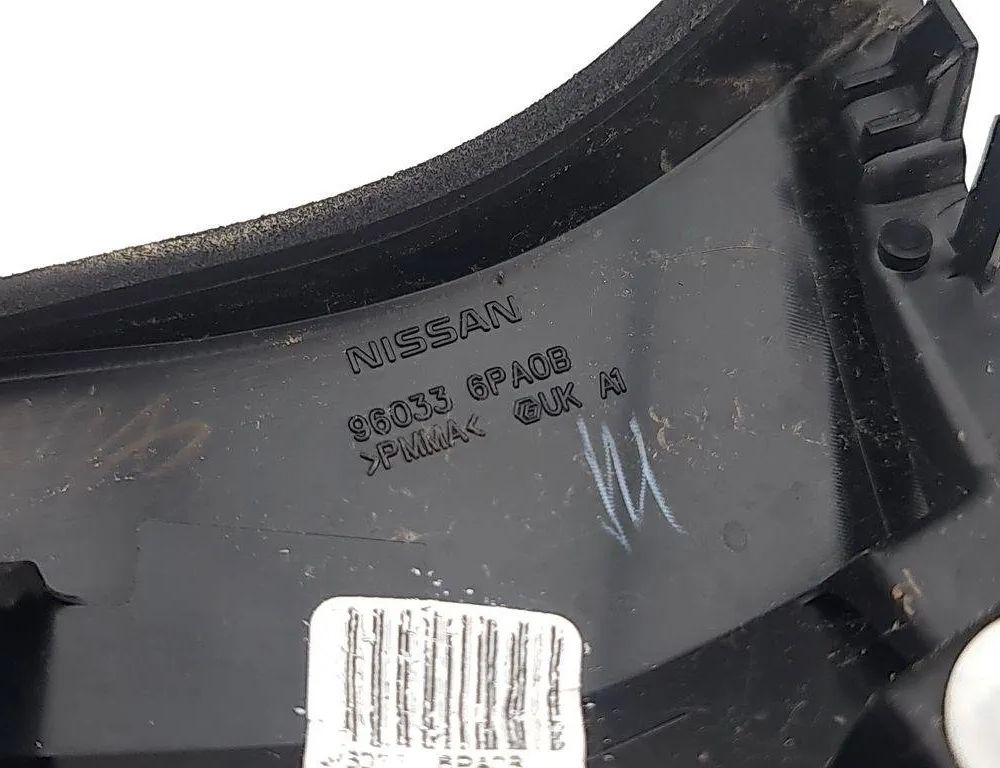 NISSAN
96033 6PA0B
>PMMA< UK A1